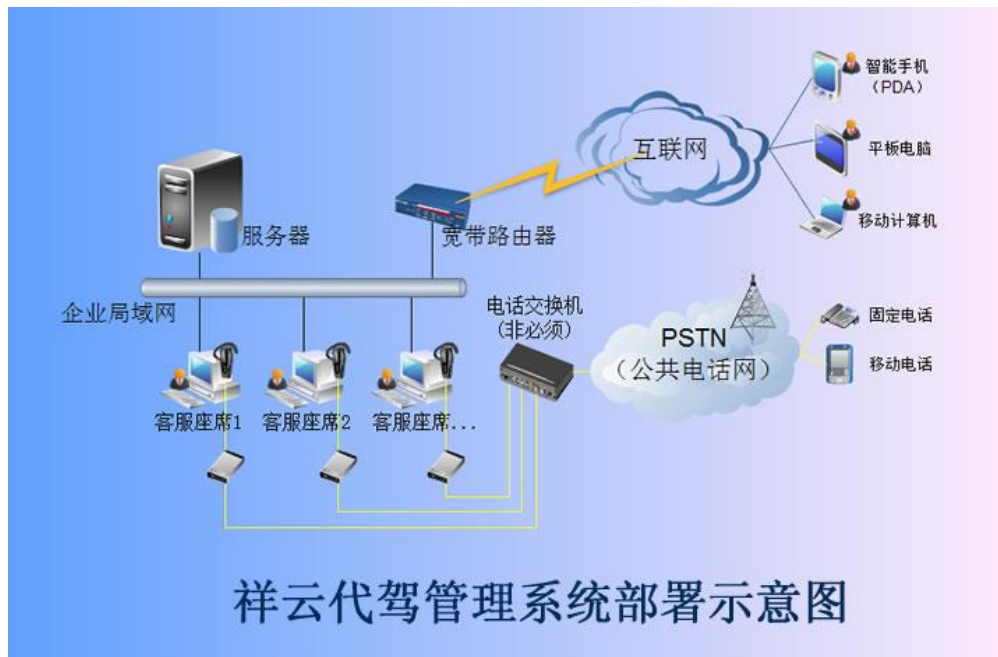 智能手机
（PDA）
互联网
平板电脑
移动计算机
服务器
宽带路由器
企业局域网
电话交换机
(非必须)
PSTN
（公共电话网）
固定电话
移动电话
客服座席1
客服座席2
客服座席...
祥云代驾管理系统部署示意图